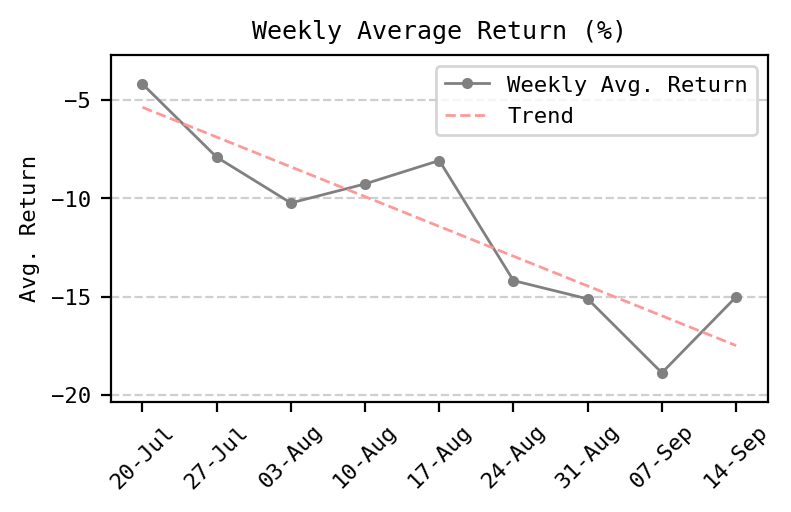 Weekly Average Return (%)
Weekly Avg. Return
Trend
Avg. Return
−5
−10
−15
−20
20-Jul
27-Jul
03-Aug
10-Aug
17-Aug
24-Aug
31-Aug
07-Sep
14-Sep